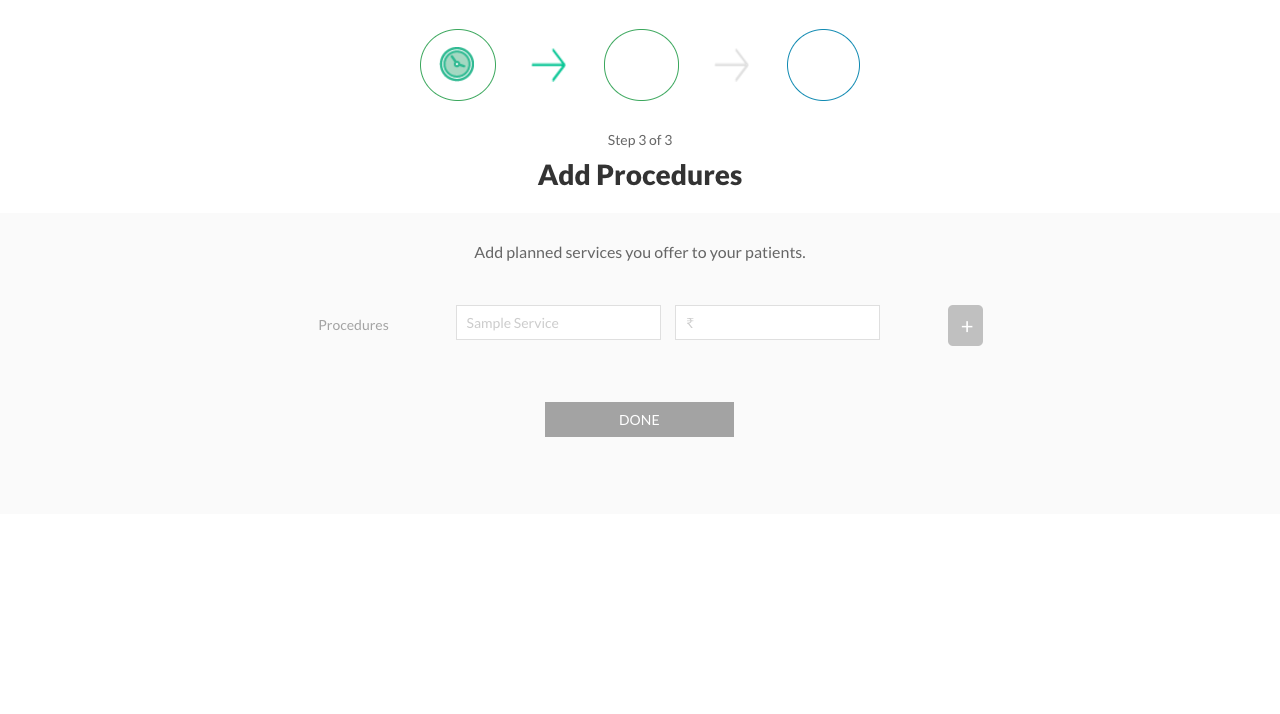 Step 3 of 3
Add Procedures
Add planned services you offer to your patients.
Procedures
Sample Service
₹
+
DONE